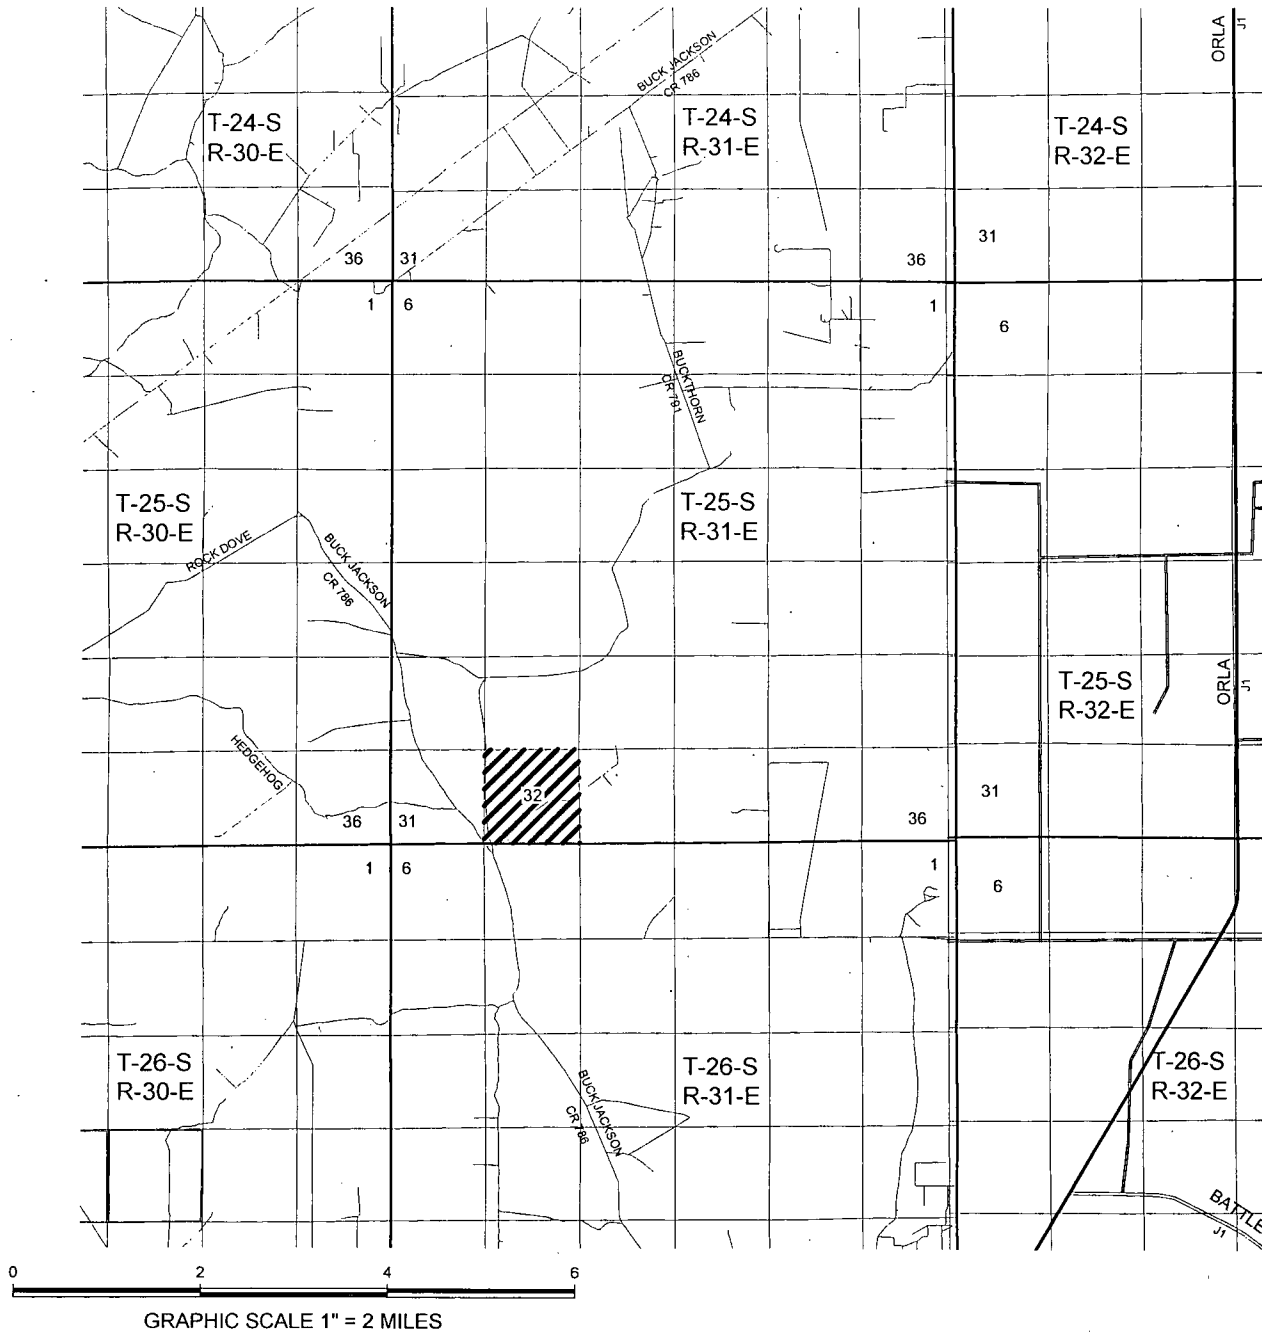 ORLA
J1
BUCK JACKSON
CR 786
T-24-S
R-30-E
T-24-S
R-31-E
T-24-S
R-32-E
36
31
36
31
1
6
1
6
BUCKTHORN
CR 791
T-25-S
R-30-E
T-25-S
R-31-E
ROCK DOVE
BUCK JACKSON
CR 786
T-25-S
R-32-E
ORLA
J1
HEDGEHOG
32
36
31
36
31
1
6
1
6
T-26-S
R-30-E
T-26-S
R-31-E
T-26-S
R-32-E
BUCK JACKSON
CR 786
BATTLE
J1
0 2 4 6
GRAPHIC SCALE 1" = 2 MILES